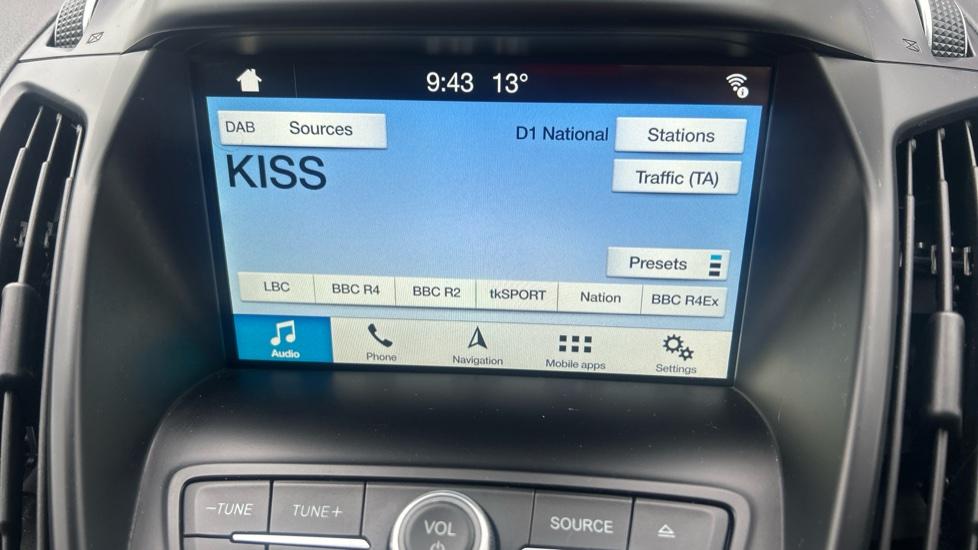 9:43 13°
DAB Sources
D1 National
Stations
KISS
Traffic (TA)
Presets
LBC
BBC R4
BBC R2
tkSPORT
Nation
BBC R4Ex
Audio
Phone
Navigation
Mobile apps
Settings
-TUNE
TUNE+
VOL
SOURCE